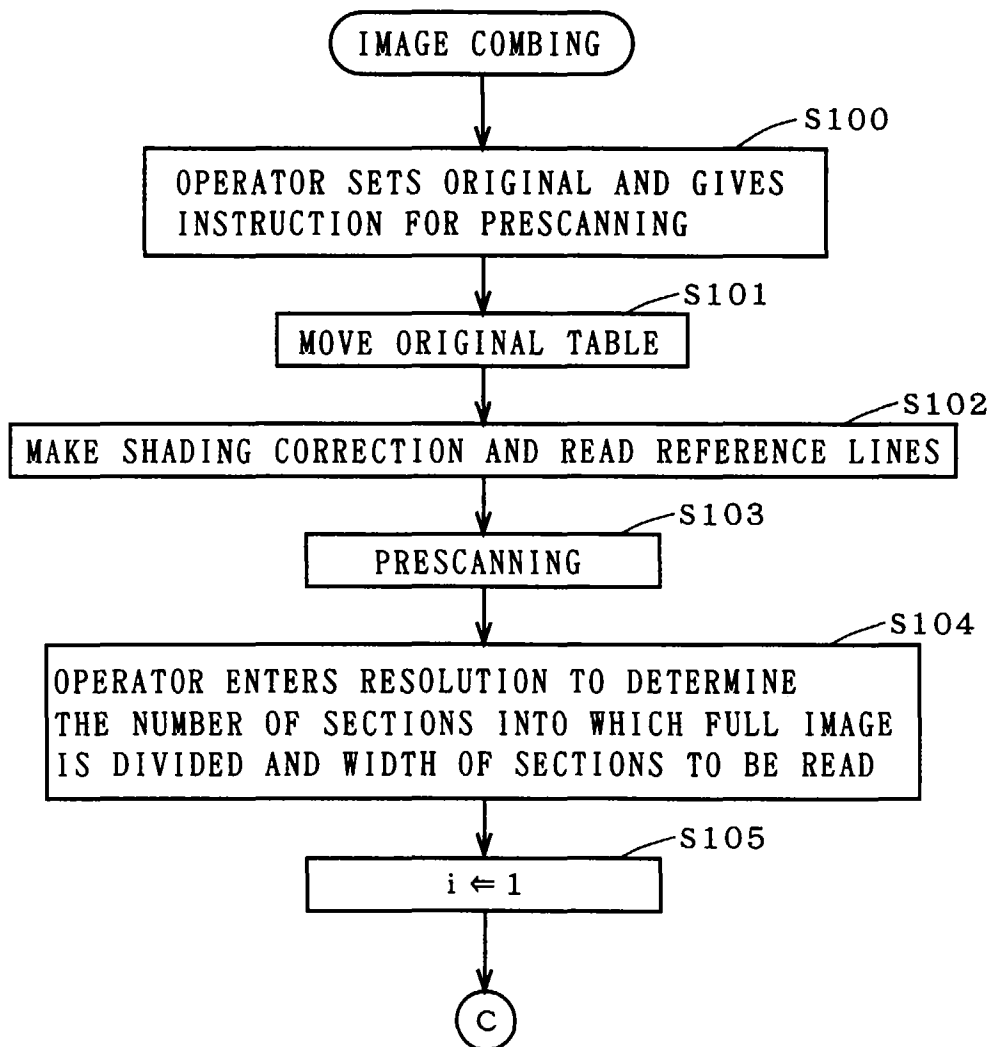 IMAGE COMBING
S100
OPERATOR SETS ORIGINAL AND GIVES
INSTRUCTION FOR PRESCANNING
S101
MOVE ORIGINAL TABLE
S102
MAKE SHADING CORRECTION AND READ REFERENCE LINES
S103
PRESCANNING
S104
OPERATOR ENTERS RESOLUTION TO DETERMINE
THE NUMBER OF SECTIONS INTO WHICH FULL IMAGE
IS DIVIDED AND WIDTH OF SECTIONS TO BE READ
S105
i ⇐ 1
C